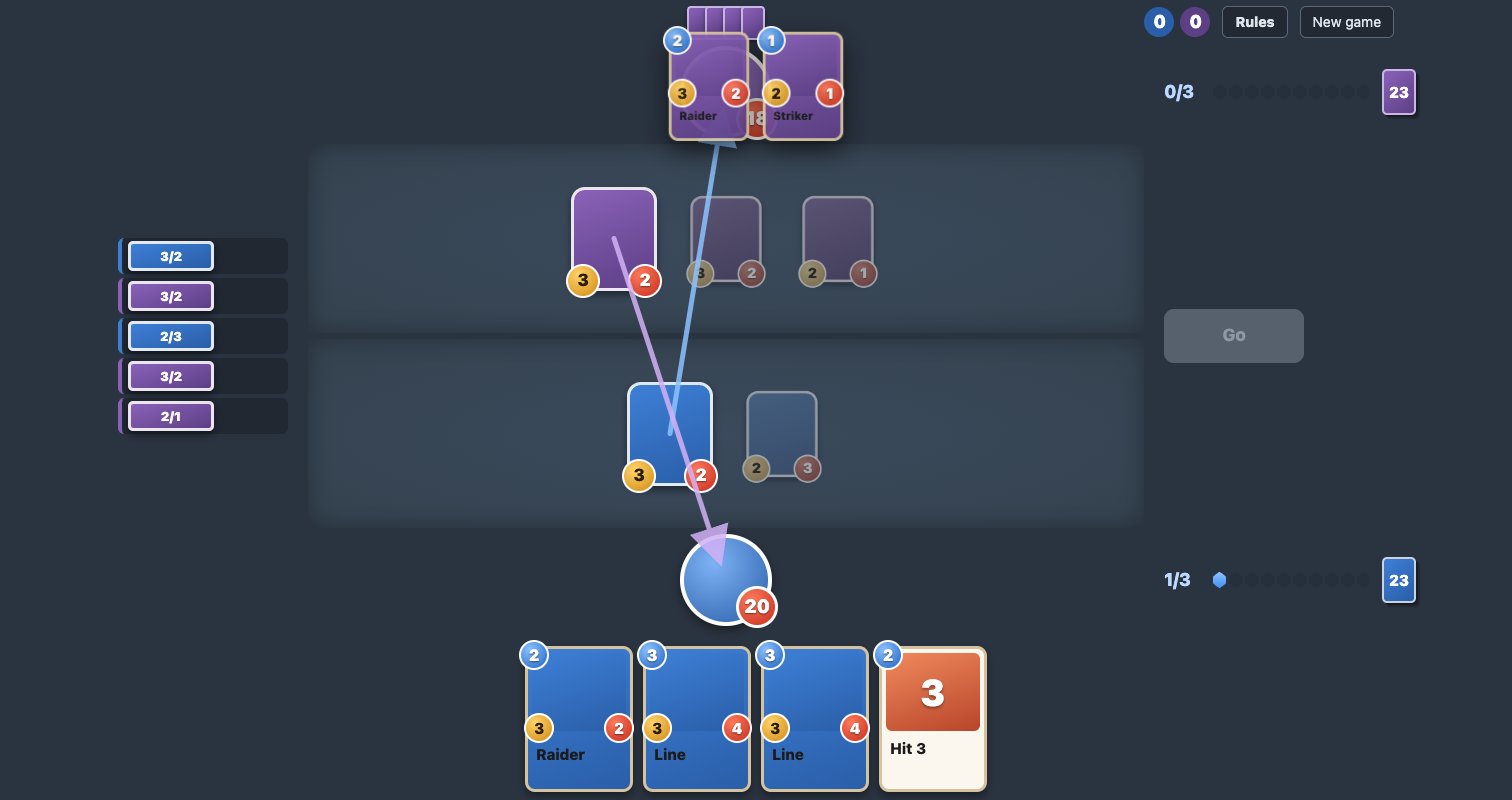 0 0 Rules New game
2 1
3 2 2 1
Raider Striker
18
0/3 23
3 2 3 2 2 1
3/2
3/2
2/3
3/2
2/1
Go
3 2 2 3
20
1/3 23
2 3 3 2
3
3 2 3 4 3 4
Raider Line Line Hit 3